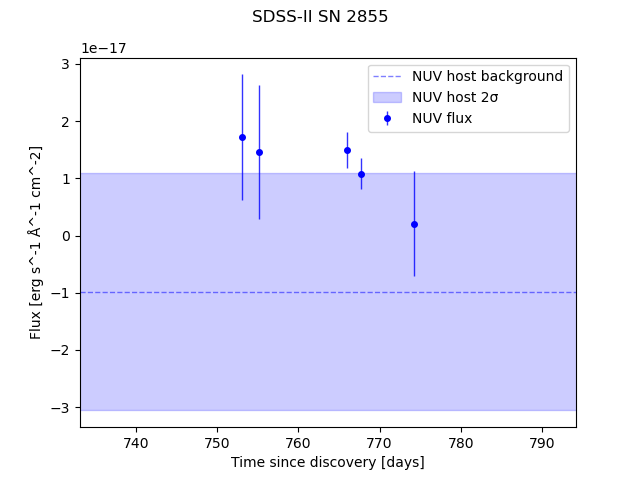 SDSS-II SN 2855
1e−17
NUV host background
NUV host 2σ
NUV flux
3
2
1
0
−1
−2
−3
Flux [erg s^-1 Å^-1 cm^-2]
740
750
760
770
780
790
Time since discovery [days]